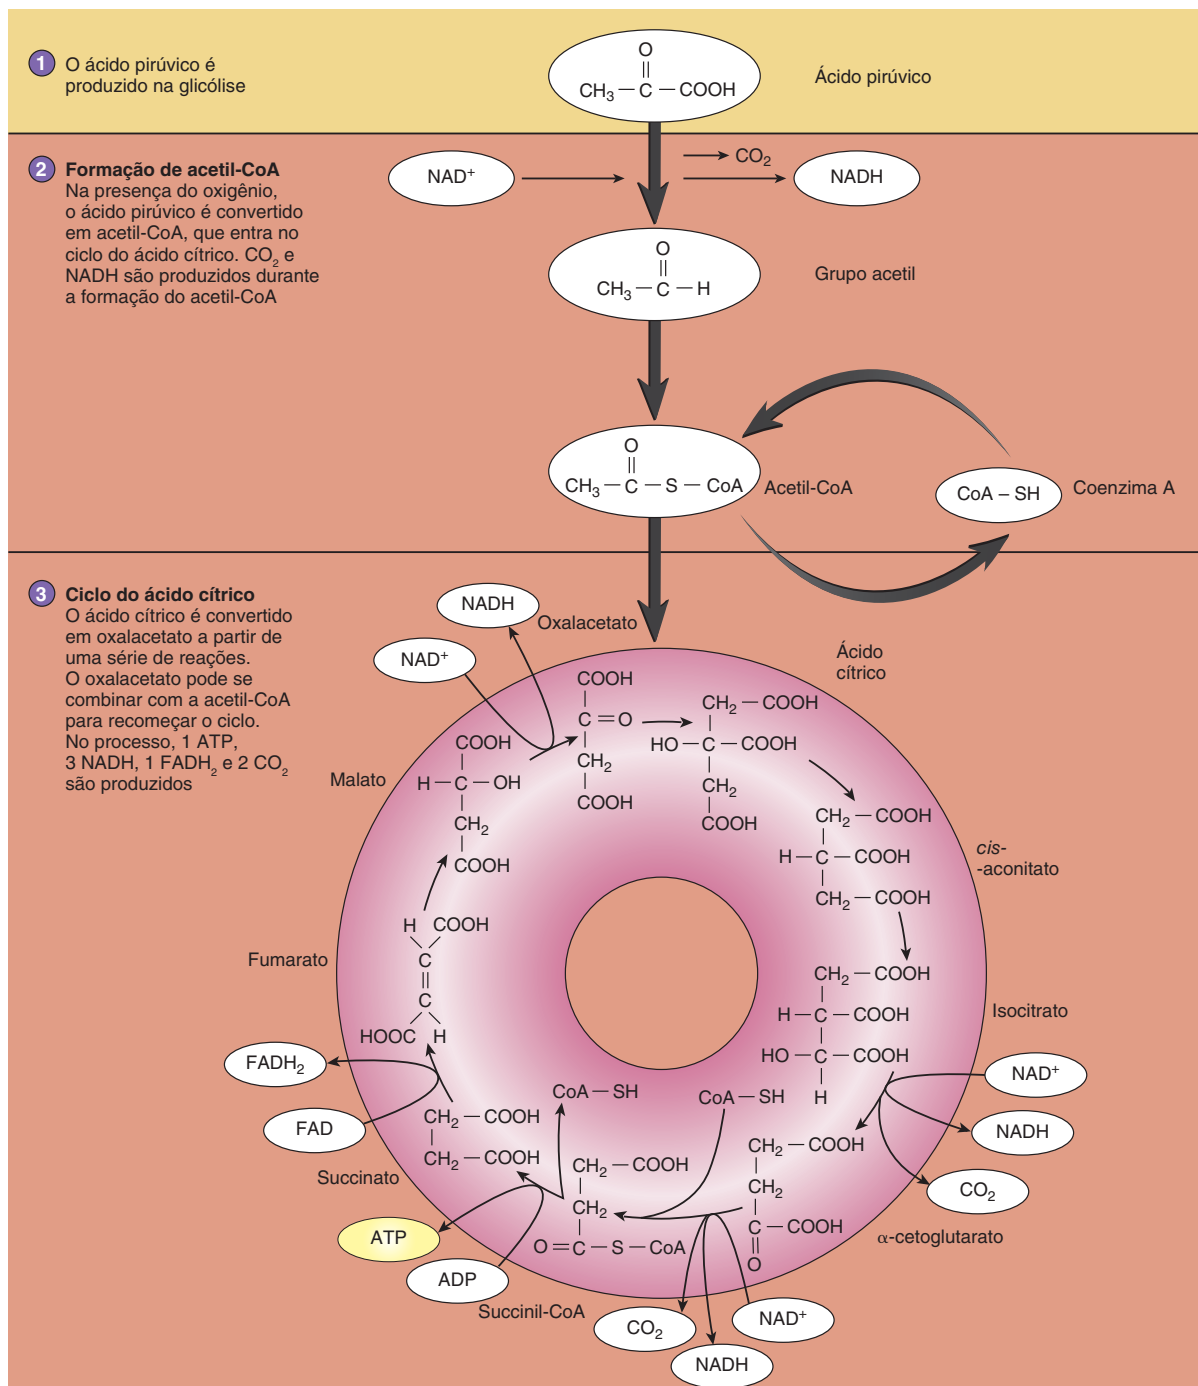 1 O ácido pirúvico é
produzido na glicólise
O
CH₃ — C — COOH
Ácido pirúvico
2 Formação de acetil-CoA
Na presença do oxigênio,
o ácido pirúvico é convertido
em acetil-CoA, que entra no
ciclo do ácido cítrico. CO₂ e
NADH são produzidos durante
a formação do acetil-CoA
NAD⁺
CO₂
NADH
O
CH₃ — C — H
Grupo acetil
O
CH₃ — C — S — CoA
Acetil-CoA
CoA – SH
Coenzima A
3 Ciclo do ácido cítrico
O ácido cítrico é convertido
em oxalacetato a partir de
uma série de reações.
O oxalacetato pode se
combinar com a acetil-CoA
para recomeçar o ciclo.
No processo, 1 ATP,
3 NADH, 1 FADH₂ e 2 CO₂
são produzidos
NADH
NAD⁺
Oxalacetato
COOH
C = O
CH₂
COOH
Ácido
cítrico
CH₂ — COOH
HO — C — COOH
CH₂
COOH
cis-
-aconitato
CH₂ — COOH
H — C — COOH
CH₂ — COOH
Isocitrato
CH₂ — COOH
H — C — COOH
HO — C — COOH
H
NAD⁺
NADH
CO₂
α-cetoglutarato
CH₂ — COOH
CH₂
C — COOH
O
CoA — SH
NAD⁺
NADH
CO₂
Succinil-CoA
CH₂ — COOH
CH₂
O = C — S — CoA
CoA — SH
ADP
ATP
Succinato
CH₂ — COOH
CH₂ — COOH
FAD
FADH₂
Fumarato
H COOH
C
C
HOOC H
Malato
COOH
H — C — OH
CH₂
COOH